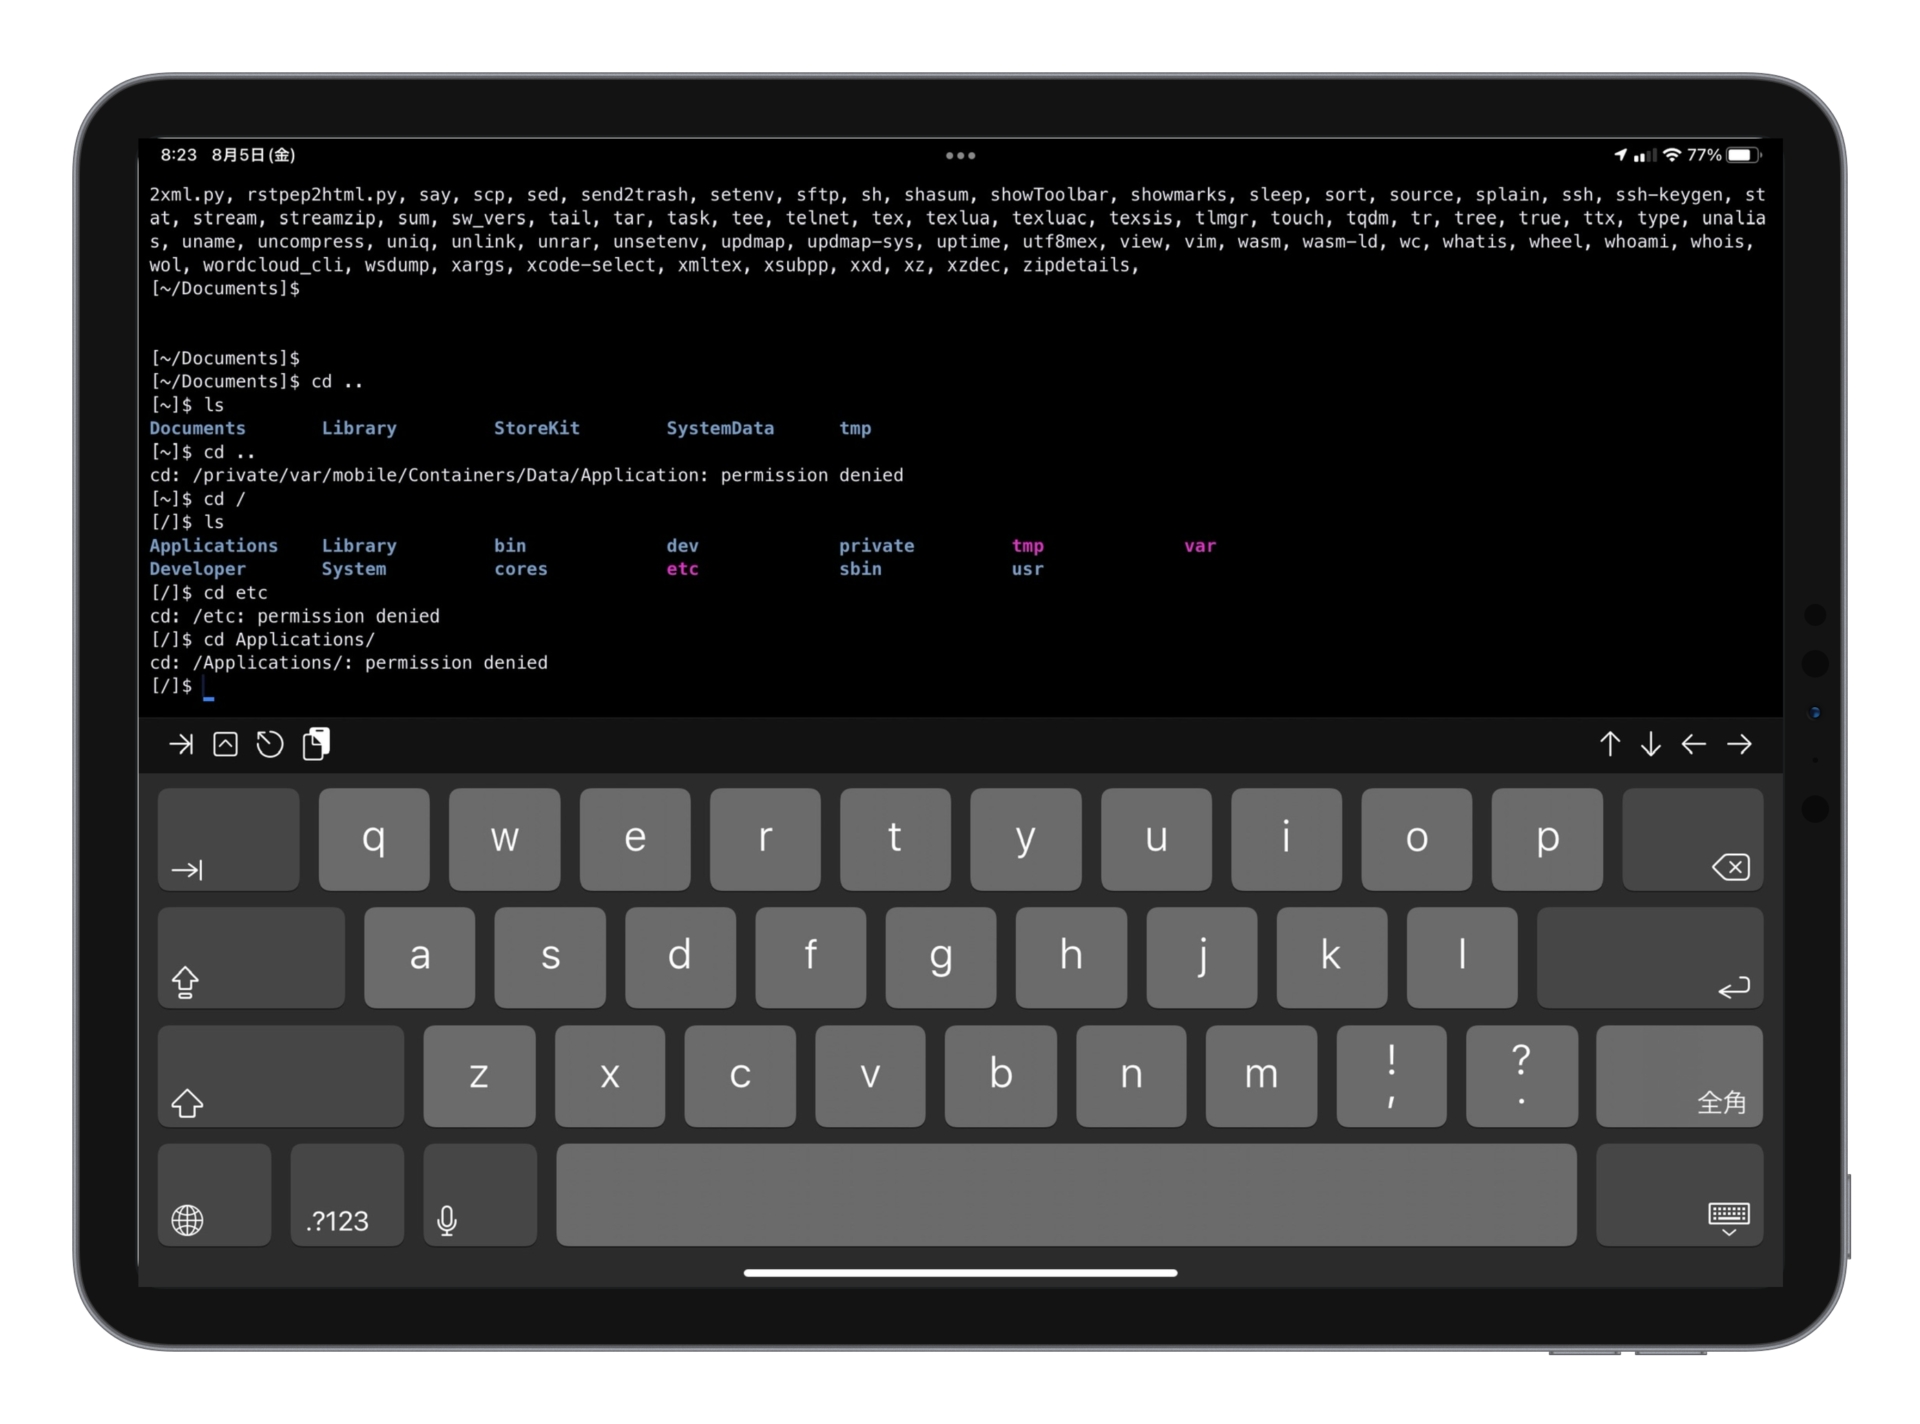 8:23 8月5日(金)
77%
2xml.py, rstpep2html.py, say, scp, sed, send2trash, setenv, sftp, sh, shasum, showToolbar, showmarks, sleep, sort, source, splain, ssh, ssh-keygen, st
at, stream, streamzip, sum, sw_vers, tail, tar, task, tee, telnet, tex, texlua, texluac, texsis, tlmgr, touch, tqdm, tr, tree, true, ttx, type, unalia
s, uname, uncompress, uniq, unlink, unrar, unsetenv, updmap, updmap-sys, uptime, utf8mex, view, vim, wasm, wasm-ld, wc, whatis, wheel, whoami, whois,
wol, wordcloud_cli, wsdump, xargs, xcode-select, xmltex, xsubpp, xxd, xz, xzdec, zipdetails,
[~/Documents]$
[~/Documents]$
[~/Documents]$ cd ..
[~]$ ls
Documents Library StoreKit SystemData tmp
[~]$ cd ..
cd: /private/var/mobile/Containers/Data/Application: permission denied
[~]$ cd /
[/]$ ls
Applications Library bin dev private tmp var
Developer System cores etc sbin usr
[/]$ cd etc
cd: /etc: permission denied
[/]$ cd Applications/
cd: /Applications/: permission denied
[/]$
q w e r t y u i o p
a s d f g h j k l
z x c v b n m ! , ? . 全角
.?123